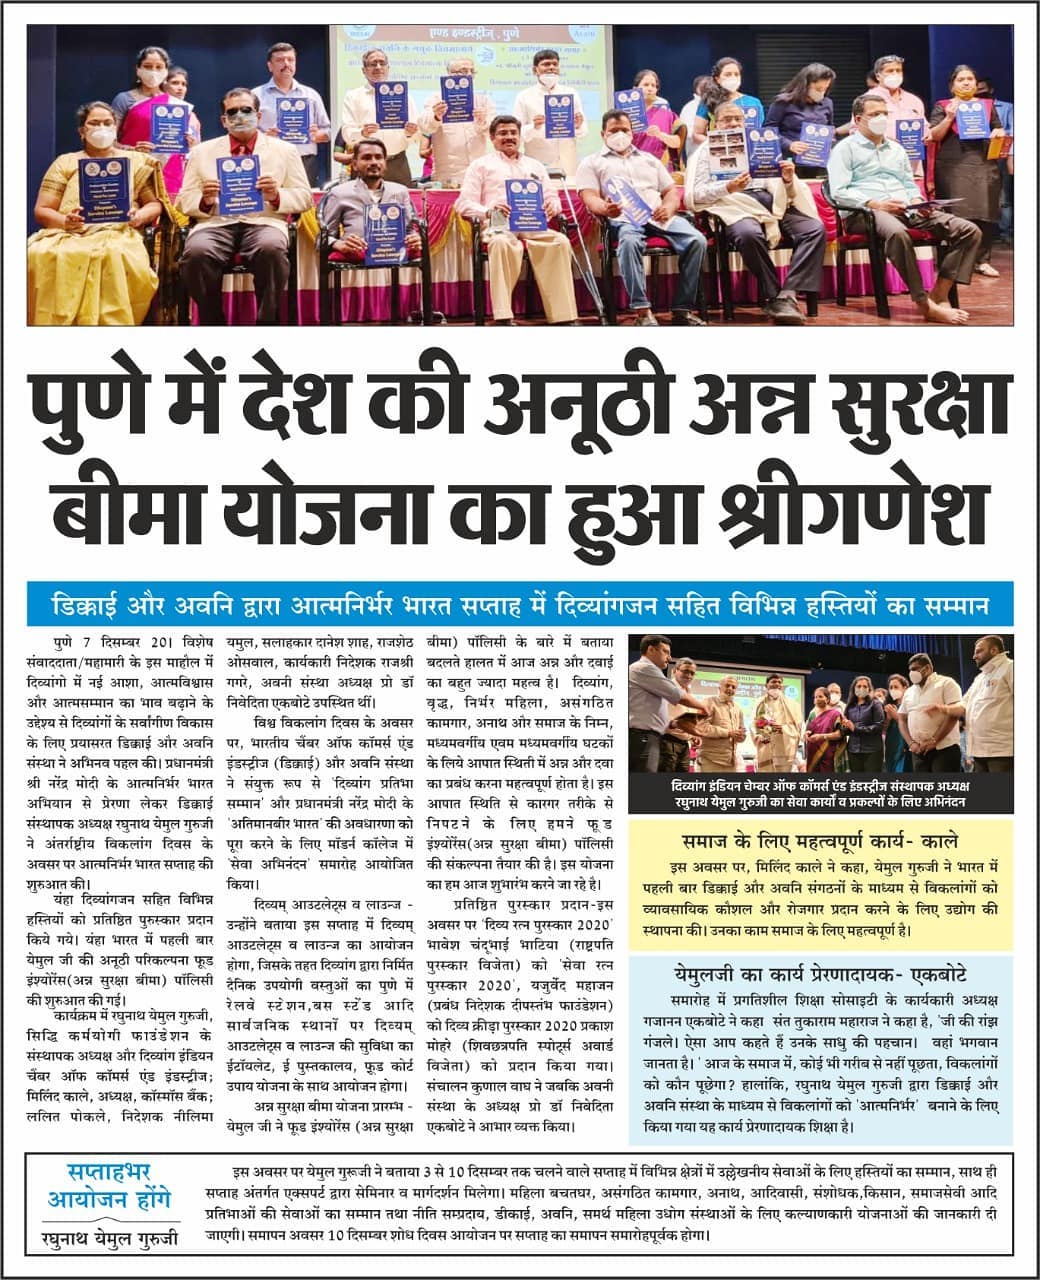 एण्ड इण्डस्ट्रीज , पुणे
पुणे में देश की अनूठी अन्न सुरक्षा
बीमा योजना का हुआ श्रीगणेश
डिक्काई और अवनि द्वारा आत्मनिर्भर भारत सप्ताह में दिव्यांगजन सहित विभिन्न हस्तियों का सम्मान
पुणे 7 दिसम्बर 20। विशेष
संवाददाता/महामारी के इस माहौल में
दिव्यांगो में नई आशा, आत्मविश्वास
और आत्मसम्मान का भाव बढ़ाने के
उद्देश्य से दिव्यांगों के सर्वागीण विकास
के लिए प्रयासरत डिक्काई और अवनि
संस्था ने अभिनव पहल की। प्रधानमंत्री
श्री नरेंद्र मोदी के आत्मनिर्भर भारत
अभियान से प्रेरणा लेकर डिक्काई
संस्थापक अध्यक्ष रघुनाथ येमुल गुरुजी
ने अंतर्राष्ट्रीय विकलांग दिवस के
अवसर पर आत्मनिर्भर भारत सप्ताह की
शुरुआत की।
यंहा दिव्यांगजन सहित विभिन्न
हस्तियों को प्रतिष्ठित पुरुस्कार प्रदान
किये गये। यंहा भारत में पहली बार
येमुल जी की अनूठी परिकल्पना फूड
इंश्योरेंस(अन्न सुरक्षा बीमा) पॉलिसी
की शुरुआत की गई।
कार्यक्रम में रघुनाथ येमुल गुरुजी,
सिद्धि कर्मयोगी फाउंडेशन के
संस्थापक अध्यक्ष और दिव्यांग इंडियन
चैंबर ऑफ कॉमर्स एंड इंडस्ट्रीज;
मिलिंद काले, अध्यक्ष, कॉस्मॉस बैंक;
ललित पोकले, निदेशक नीलिमा
यमुल, सलाहकार दानेश शाह, राजशेठ
ओसवाल, कार्यकारी निदेशक राजश्री
गगरे, अवनी संस्था अध्यक्ष प्रो डॉ
निवेदिता एकबोटे उपस्थित थीं।
विश्व विकलांग दिवस के अवसर
पर, भारतीय चैंबर ऑफ कॉमर्स एंड
इंडस्ट्रीज (डिक्काई) और अवनि संस्था
ने संयुक्त रूप से 'दिव्यांग प्रतिभा
सम्मान' और प्रधानमंत्री नरेंद्र मोदी के
'अतिमानबीर भारत' की अवधारणा को
पूरा करने के लिए मॉडर्न कॉलेज में
'सेवा अभिनंदन' समारोह आयोजित
किया।
दिव्यम् आउटलेट्स व लाउन्ज -
उन्होंने बताया इस सप्ताह में दिव्यम्
आउटलेट्स व लाउन्ज का आयोजन
होगा, जिसके तहत दिव्यांग द्वारा निर्मित
दैनिक उपयोगी वस्तुओं का पुणे में
रेलवे स्टेशन,बस स्टेंड आदि
सार्वजनिक स्थानों पर दिव्यम्
आउटलेट्स व लाउन्ज की सुविधा का
ईटॉयलेट, ई पुस्तकालय, फ़ूड कोर्ट
उपाय योजना के साथ आयोजन होगा।
अन्न सुरक्षा बीमा योजना प्रारम्भ -
येमुल जी ने फूड इंश्योरेंस (अन्न सुरक्षा
बीमा) पॉलिसी के बारे में बताया
बदलते हालत में आज अन्न और दवाई
का बहुत ज्यादा महत्व है। दिव्यांग,
वृद्ध, निर्भर महिला, असंगठित
कामगार, अनाथ और समाज के निम्न,
मध्यमवर्गीय एवम मध्यमवर्गीय घटकों
के लिये आपात स्थिती में अन्न और दवा
का प्रबंध करना महत्वपूर्ण होता है। इस
आपात स्थिति से कारगर तरीके से
निपटने के लिए हमने फूड
इंश्योरेंस(अन्न सुरक्षा बीमा) पॉलिसी
की संकल्पना तैयार की है। इस योजना
का हम आज शुभारंभ करने जा रहे है।
प्रतिष्ठित पुरस्कार प्रदान-इस
अवसर पर 'दिव्य रत्न पुरस्कार 2020'
भावेश चंदूभाई भाटिया (राष्ट्रपति
पुरस्कार विजेता) को 'सेवा रत्न
पुरस्कार 2020', यजुर्वेद महाजन
(प्रबंध निदेशक दीपस्तंभ फाउंडेशन)
को दिव्य क्रीड़ा पुरस्कार 2020 प्रकाश
मोहरे (शिवछत्रपति स्पोर्ट्स अवार्ड
विजेता) को प्रदान किया गया।
संचालन कुणाल वाघ ने जबकि अवनी
संस्था के अध्यक्ष प्रो डॉ निवेदिता
एकबोटे ने आभार व्यक्त किया।
दिव्यांग इंडियन चेम्बर ऑफ कॉमर्स एंड इंडस्ट्रीज संस्थापक अध्यक्ष
रघुनाथ येमुल गुरुजी का सेवा कार्यों व प्रकल्पों के लिए अभिनंदन
समाज के लिए महत्वपूर्ण कार्य- काले
इस अवसर पर, मिलिंद काले ने कहा, येमुल गुरुजी ने भारत में
पहली बार डिक्काई और अवनि संगठनों के माध्यम से विकलांगों को
व्यावसायिक कौशल और रोजगार प्रदान करने के लिए उद्योग की
स्थापना की। उनका काम समाज के लिए महत्वपूर्ण है।
येमुलजी का कार्य प्रेरणादायक- एकबोटे
समारोह में प्रगतिशील शिक्षा सोसाइटी के कार्यकारी अध्यक्ष
गजानन एकबोटे ने कहा संत तुकाराम महाराज ने कहा है, 'जी की रांझ
गंजले। ऐसा आप कहते हैं उनके साधु की पहचान। वहां भगवान
जानता है।' आज के समाज में, कोई भी गरीब से नहीं पूछता, विकलांगों
को कौन पूछेगा? हालांकि, रघुनाथ येमुल गुरुजी द्वारा डिक्काई और
अवनि संस्था के माध्यम से विकलांगों को 'आत्मनिर्भर' बनाने के लिए
किया गया यह कार्य प्रेरणादायक शिक्षा है।
सप्ताहभर
आयोजन होंगे
रघुनाथ येमुल गुरुजी
इस अवसर पर येमुल गुरूजी ने बताया 3 से 10 दिसम्बर तक चलने वाले सप्ताह में विभिन्न क्षेत्रों में उल्लेखनीय सेवाओं के लिए हस्तियों का सम्मान, साथ ही
सप्ताह अंतर्गत एक्सपर्ट द्वारा सेमिनार व मार्गदर्शन मिलेगा। महिला बचतघर, असंगठित कामगार, अनाथ, आदिवासी, संशोधक,किसान, समाजसेवी आदि
प्रतिभाओं की सेवाओं का सम्मान तथा नीति सम्प्रदाय, डीकाई, अवनि, समर्थ महिला उधोग संस्थाओं के लिए कल्याणकारी योजनाओं की जानकारी दी
जाएगी। समापन अवसर 10 दिसम्बर शोध दिवस आयोजन पर सप्ताह का समापन समारोहपूर्वक होगा।